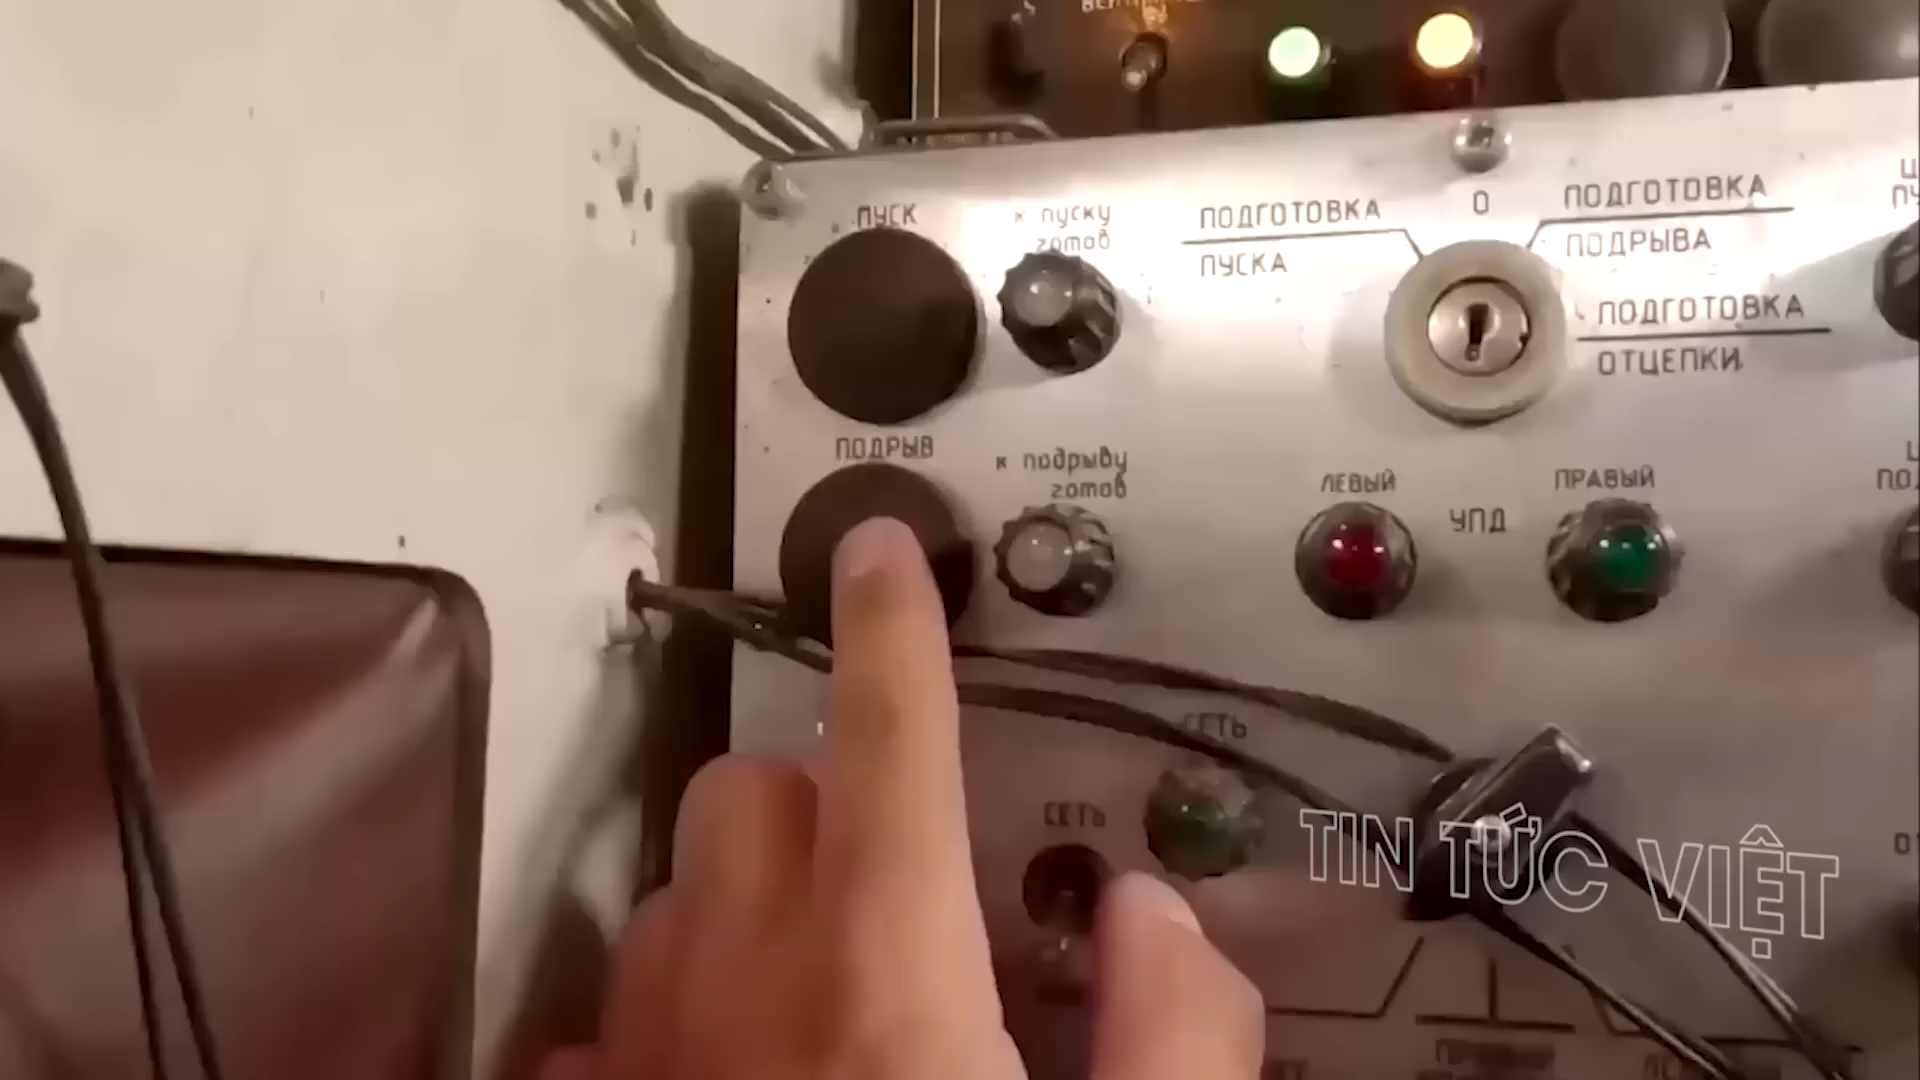 ПУСК
к пуску
готов
ПОДГОТОВКА
ПУСКА
0
ПОДГОТОВКА
ПОДРЫВА
ПОДГОТОВКА
ОТЦЕПКИ
ПОДРЫВ
к подрыву
готов
ЛЕВЫЙ
УПД
ПРАВЫЙ
СЕТЬ
СЕТЬ
TIN TỨC VIỆT